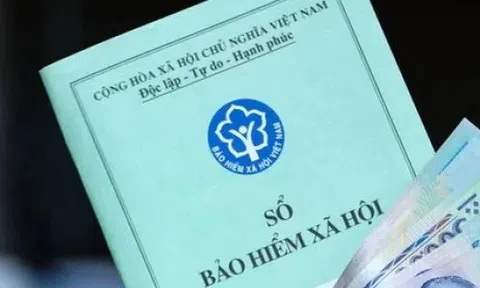 CỘNG HÒA XÃ HỘI CHỦ NGHĨA VIỆT NAM
Độc lập - Tự do - Hạnh phúc
BẢO HIỂM XÃ HỘI VIỆT NAM
SỔ
BẢO HIỂM XÃ HỘI